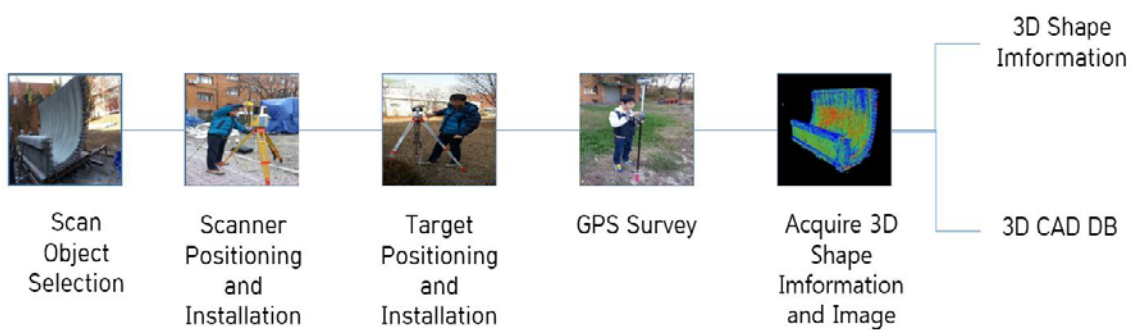 3D Shape
Imformation
Scan
Object
Selection
Scanner
Positioning
and
Installation
Target
Positioning
and
Installation
GPS Survey
Acquire 3D
Shape
Imformation
and Image
3D CAD DB